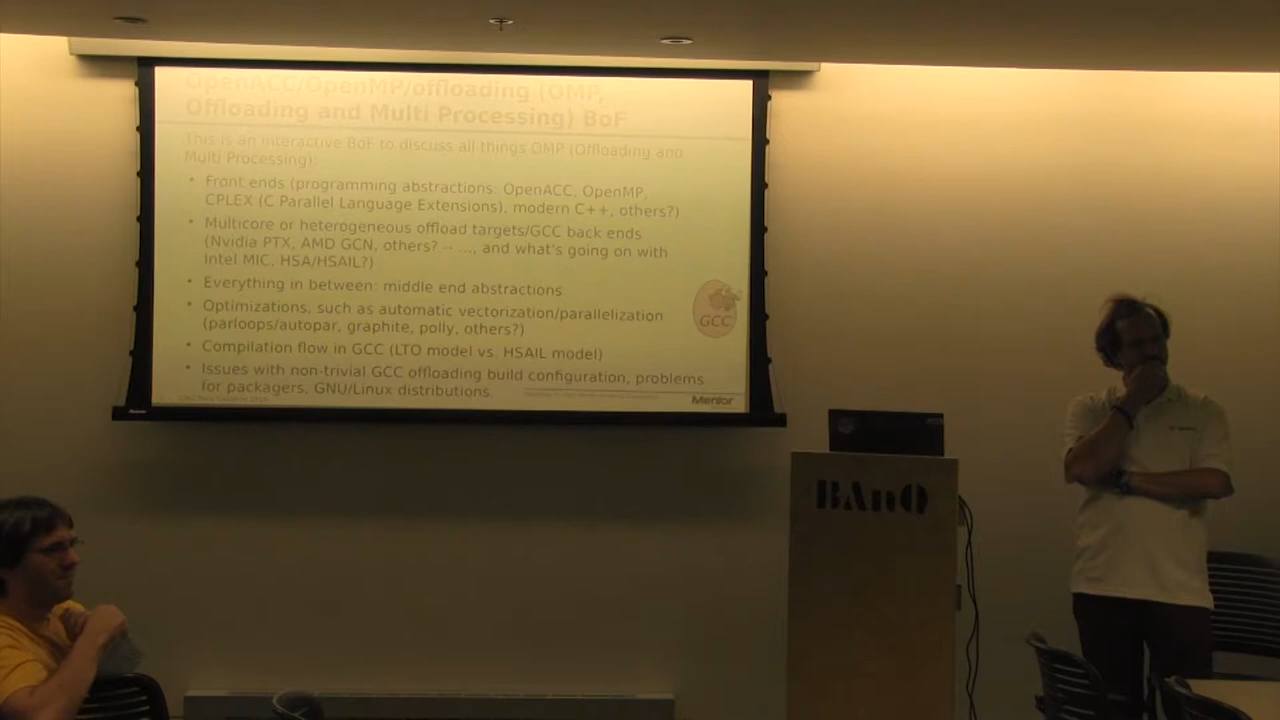 OpenACC/OpenMP/offloading (OMP,
Offloading and Multi Processing) BoF
This is an interactive BoF to discuss all things OMP (Offloading and
Multi Processing):
• Front ends (programming abstractions: OpenACC, OpenMP,
CPLEX (C Parallel Language Extensions), modern C++, others?)
• Multicore or heterogeneous offload targets/GCC back ends
(Nvidia PTX, AMD GCN, others? -- ..., and what's going on with
Intel MIC, HSA/HSAIL?)
• Everything in between: middle end abstractions
• Optimizations, such as automatic vectorization/parallelization
(parloops/autopar, graphite, polly, others?)
• Compilation flow in GCC (LTO model vs. HSAIL model)
• Issues with non-trivial GCC offloading build configuration, problems
for packagers, GNU/Linux distributions.
GCC
Mentor
BAnQ